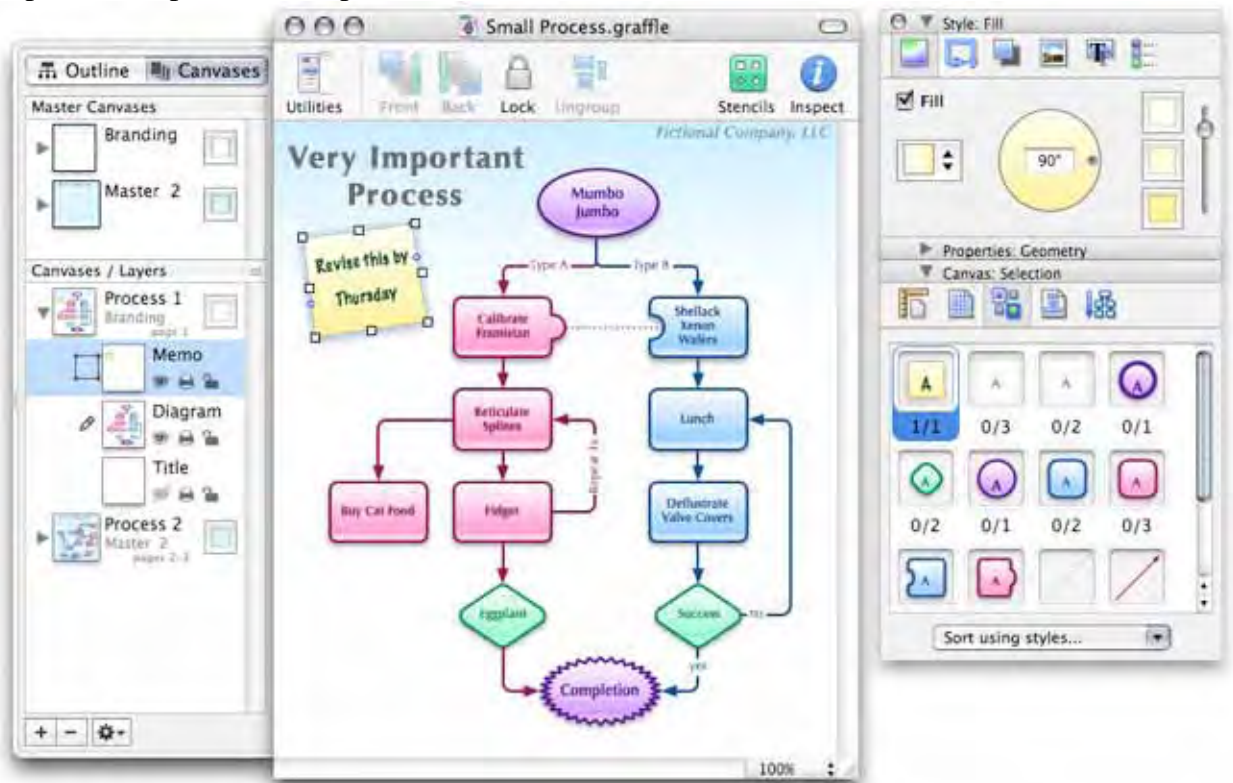 Small Process.graffle
Style: Fill
Outline Canvases
Utilities Front Back Lock Ungroup Stencils Inspect
Master Canvases
Branding
Master 2
Canvases / Layers
Process 1
Branding
page 1
Memo
Diagram
Title
Process 2
Master 2
pages 2-3
Fictional Company, LLC
Very Important
Process
Revise this by
Thursday
Mumbo
Jumbo
Type A
Type B
Calibrate
Framistan
Shellack
Xenon
Wafers
Reticulate
Splines
Lunch
Repeat 3x
Buy Cat Food
Fidget
Deflustrate
Valve Covers
Eggplant
Success
no
yes
Completion
100%
Fill
90°
Properties: Geometry
Canvas: Selection
A A A A
1/1 0/3 0/2 0/1
A A A A
0/2 0/1 0/2 0/3
A A
Sort using styles...